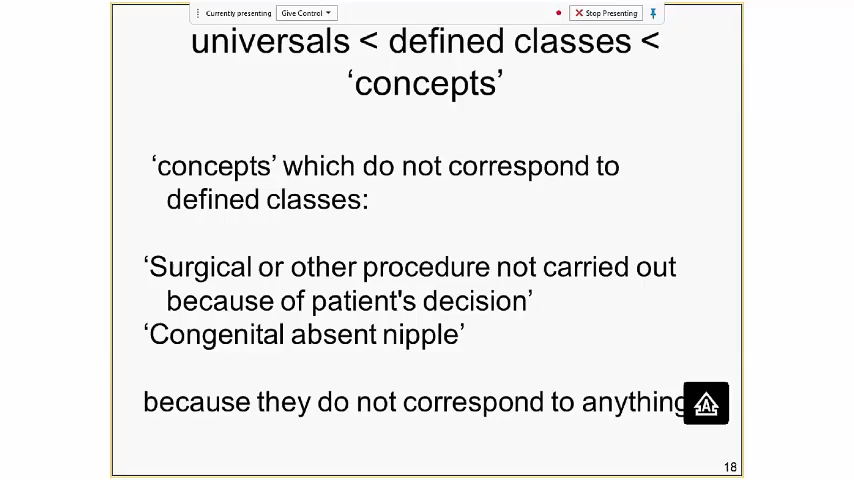 Currently presenting Give Control Stop Presenting
universals < defined classes <
‘concepts’
‘concepts’ which do not correspond to
defined classes:
‘Surgical or other procedure not carried out
because of patient's decision’
‘Congenital absent nipple’
because they do not correspond to anything
A
18